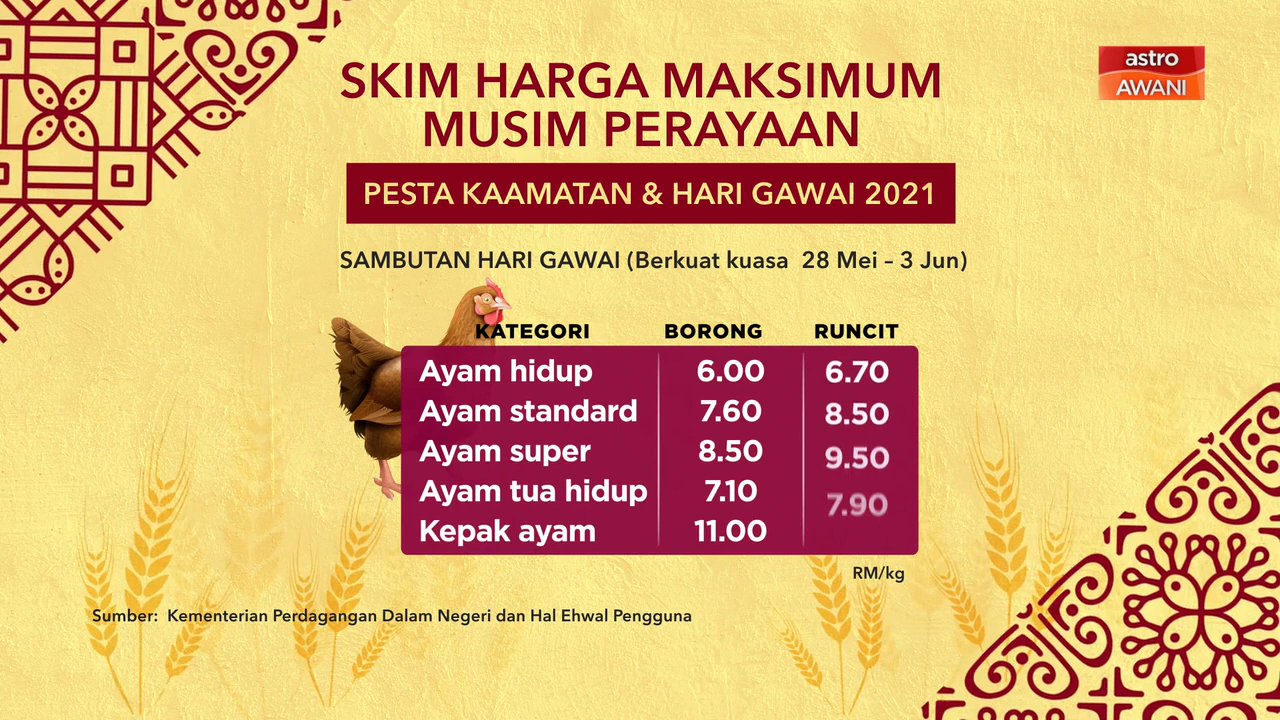 astro
AWANI
SKIM HARGA MAKSIMUM
MUSIM PERAYAAN
PESTA KAAMATAN & HARI GAWAI 2021
SAMBUTAN HARI GAWAI (Berkuat kuasa 28 Mei – 3 Jun)
KATEGORI BORONG RUNCIT
Ayam hidup 6.00 6.70
Ayam standard 7.60 8.50
Ayam super 8.50 9.50
Ayam tua hidup 7.10 7.90
Kepak ayam 11.00
RM/kg
Sumber: Kementerian Perdagangan Dalam Negeri dan Hal Ehwal Pengguna